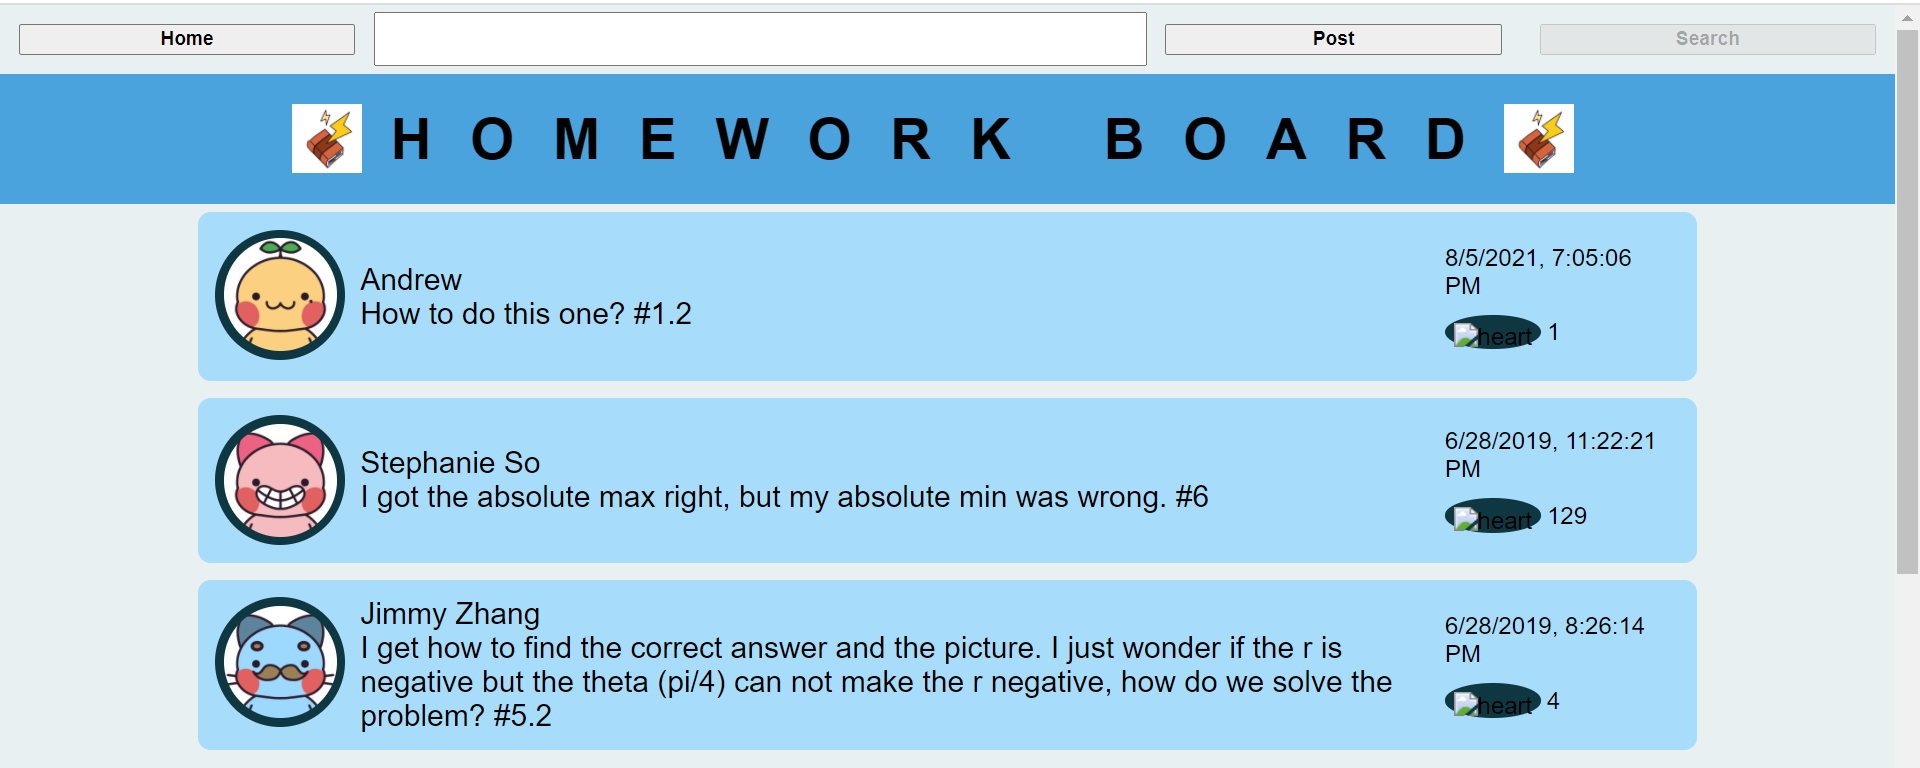 Home
Post
Search
HOMEWORK BOARD
Andrew
How to do this one? #1.2
8/5/2021, 7:05:06
PM
heart 1
Stephanie So
I got the absolute max right, but my absolute min was wrong. #6
6/28/2019, 11:22:21
PM
heart 129
Jimmy Zhang
I get how to find the correct answer and the picture. I just wonder if the r is
negative but the theta (pi/4) can not make the r negative, how do we solve the
problem? #5.2
6/28/2019, 8:26:14
PM
heart 4